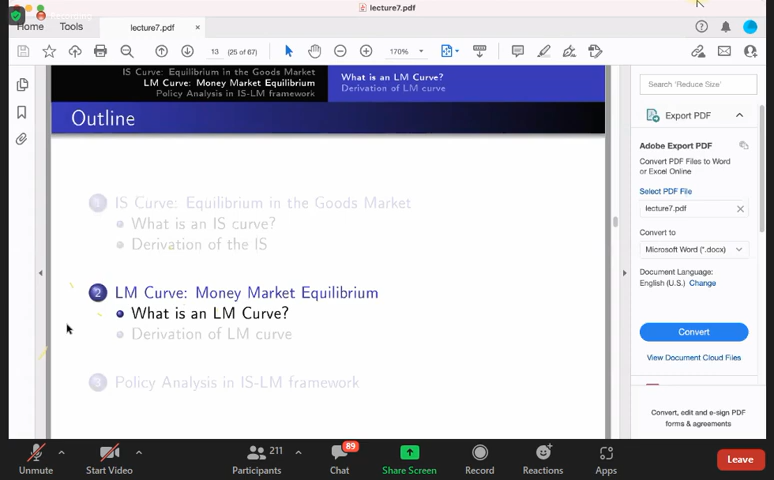 lecture7.pdf
Home Tools lecture7.pdf ×
13 (25 of 67) 170%
IS Curve: Equilibrium in the Goods Market
LM Curve: Money Market Equilibrium
Policy Analysis in IS-LM framework
What is an LM Curve?
Derivation of LM curve
Outline
1 IS Curve: Equilibrium in the Goods Market
What is an IS curve?
Derivation of the IS
2 LM Curve: Money Market Equilibrium
What is an LM Curve?
Derivation of LM curve
3 Policy Analysis in IS-LM framework
Search 'Reduce Size'
Export PDF
Adobe Export PDF
Convert PDF Files to Word
or Excel Online
Select PDF File
lecture7.pdf
Convert to
Microsoft Word (*.docx)
Document Language:
English (U.S.) Change
Convert
View Document Cloud Files
Convert, edit and e-sign PDF
forms & agreements
Unmute Start Video Participants 211 Chat 89 Share Screen Record Reactions Apps Leave